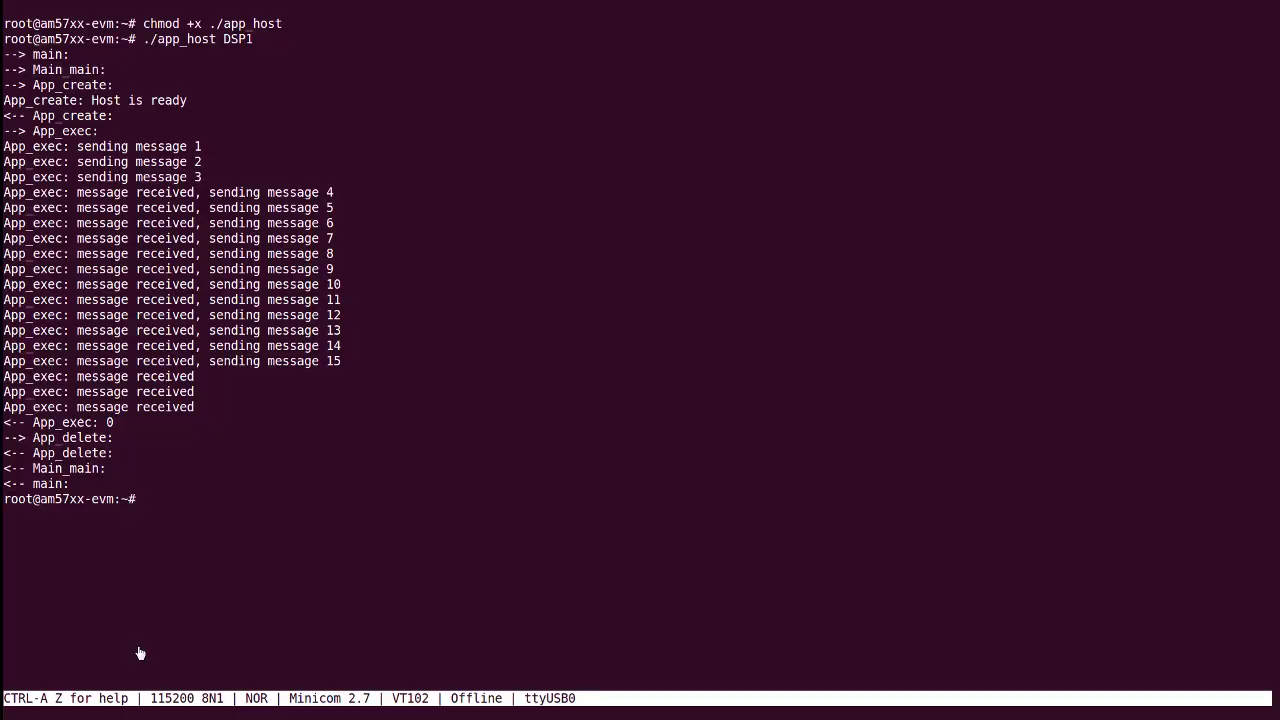 root@am57xx-evm:~# chmod +x ./app_host
root@am57xx-evm:~# ./app_host DSP1
--> main:
--> Main_main:
--> App_create:
App_create: Host is ready
<-- App_create:
--> App_exec:
App_exec: sending message 1
App_exec: sending message 2
App_exec: sending message 3
App_exec: message received, sending message 4
App_exec: message received, sending message 5
App_exec: message received, sending message 6
App_exec: message received, sending message 7
App_exec: message received, sending message 8
App_exec: message received, sending message 9
App_exec: message received, sending message 10
App_exec: message received, sending message 11
App_exec: message received, sending message 12
App_exec: message received, sending message 13
App_exec: message received, sending message 14
App_exec: message received, sending message 15
App_exec: message received
App_exec: message received
App_exec: message received
<-- App_exec: 0
--> App_delete:
<-- App_delete:
<-- Main_main:
<-- main:
root@am57xx-evm:~#
CTRL-A Z for help | 115200 8N1 | NOR | Minicom 2.7 | VT102 | Offline | ttyUSB0